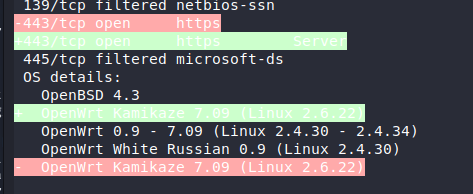 139/tcp filtered netbios-ssn
-443/tcp open     https
+443/tcp open     https          Server
445/tcp filtered microsoft-ds
OS details:
OpenBSD 4.3
+  OpenWrt Kamikaze 7.09 (Linux 2.6.22)
OpenWrt 0.9 - 7.09 (Linux 2.4.30 - 2.4.34)
OpenWrt White Russian 0.9 (Linux 2.4.30)
-  OpenWrt Kamikaze 7.09 (Linux 2.6.22)